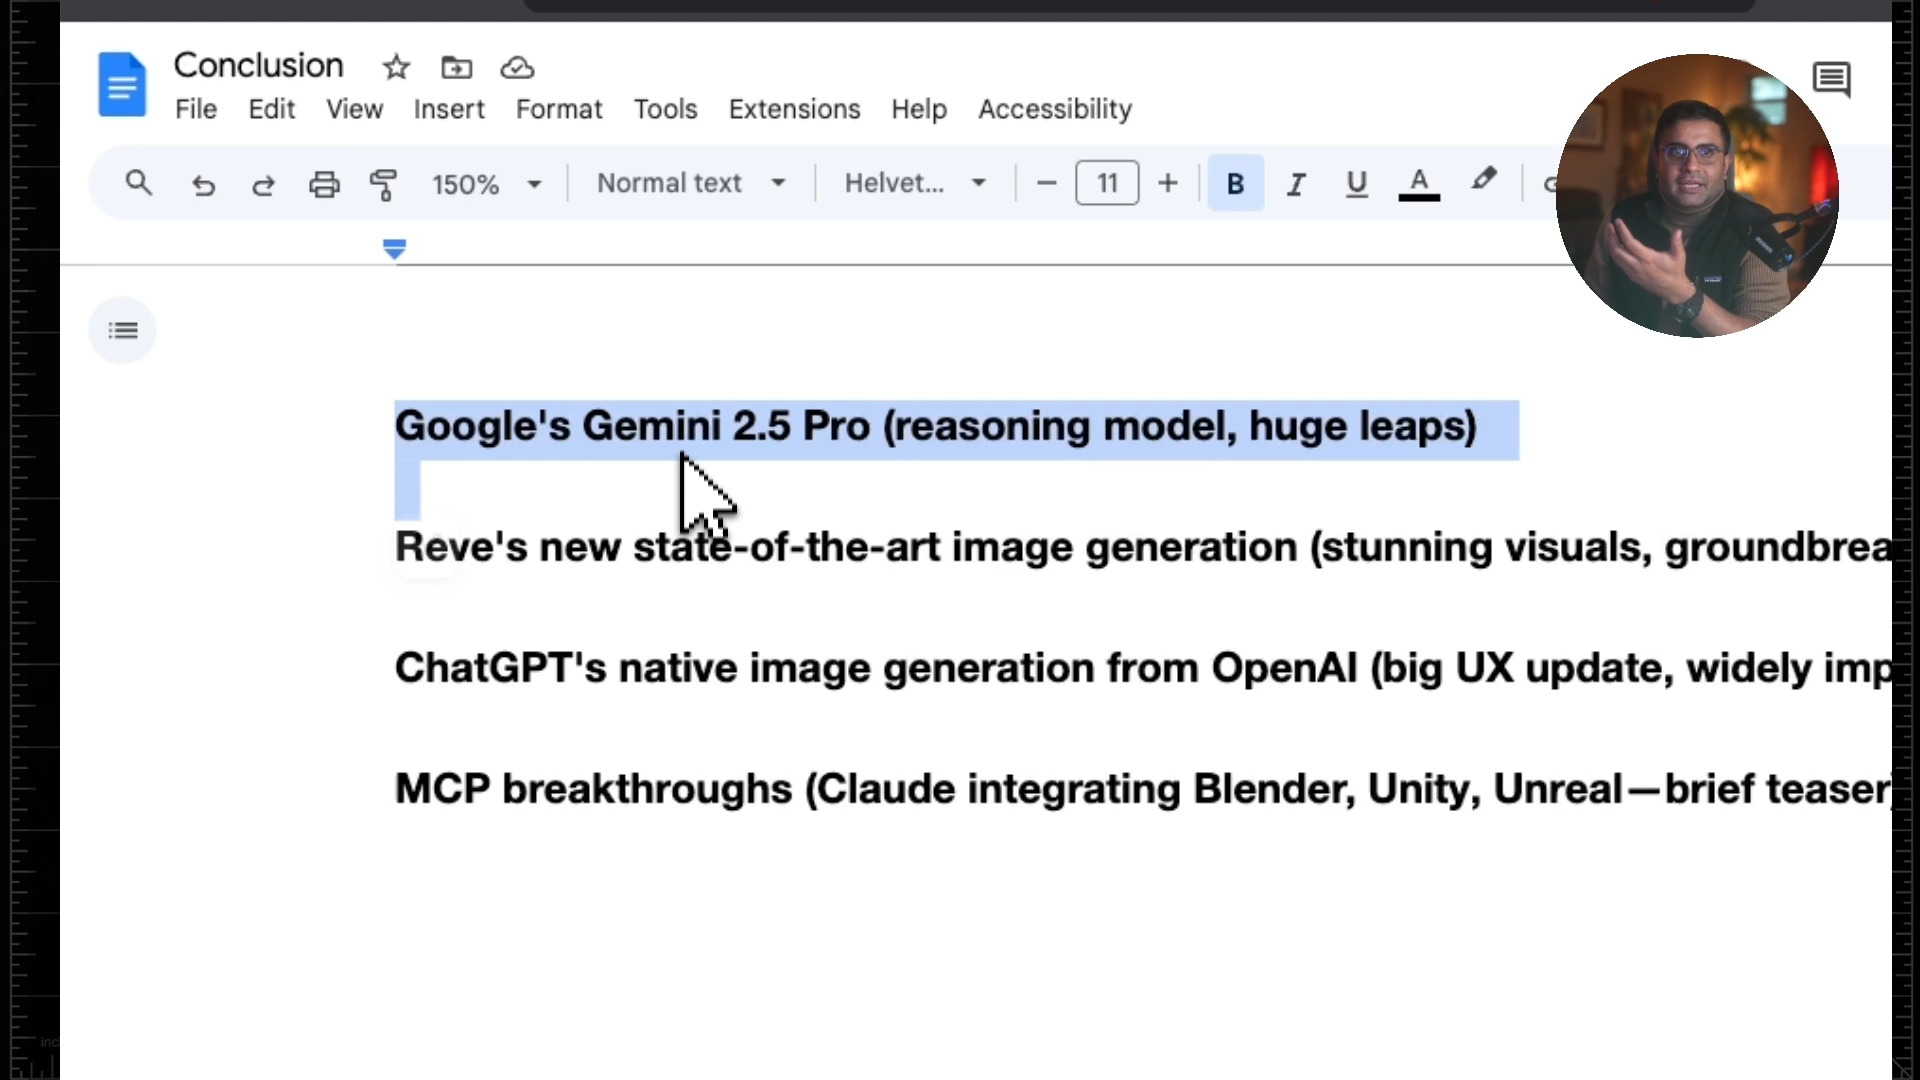 Conclusion
File Edit View Insert Format Tools Extensions Help Accessibility
150% Normal text Helvet... 11 B I U A
Google's Gemini 2.5 Pro (reasoning model, huge leaps)
Reve's new state-of-the-art image generation (stunning visuals, groundbrea
ChatGPT's native image generation from OpenAI (big UX update, widely imp
MCP breakthroughs (Claude integrating Blender, Unity, Unreal—brief teaser)